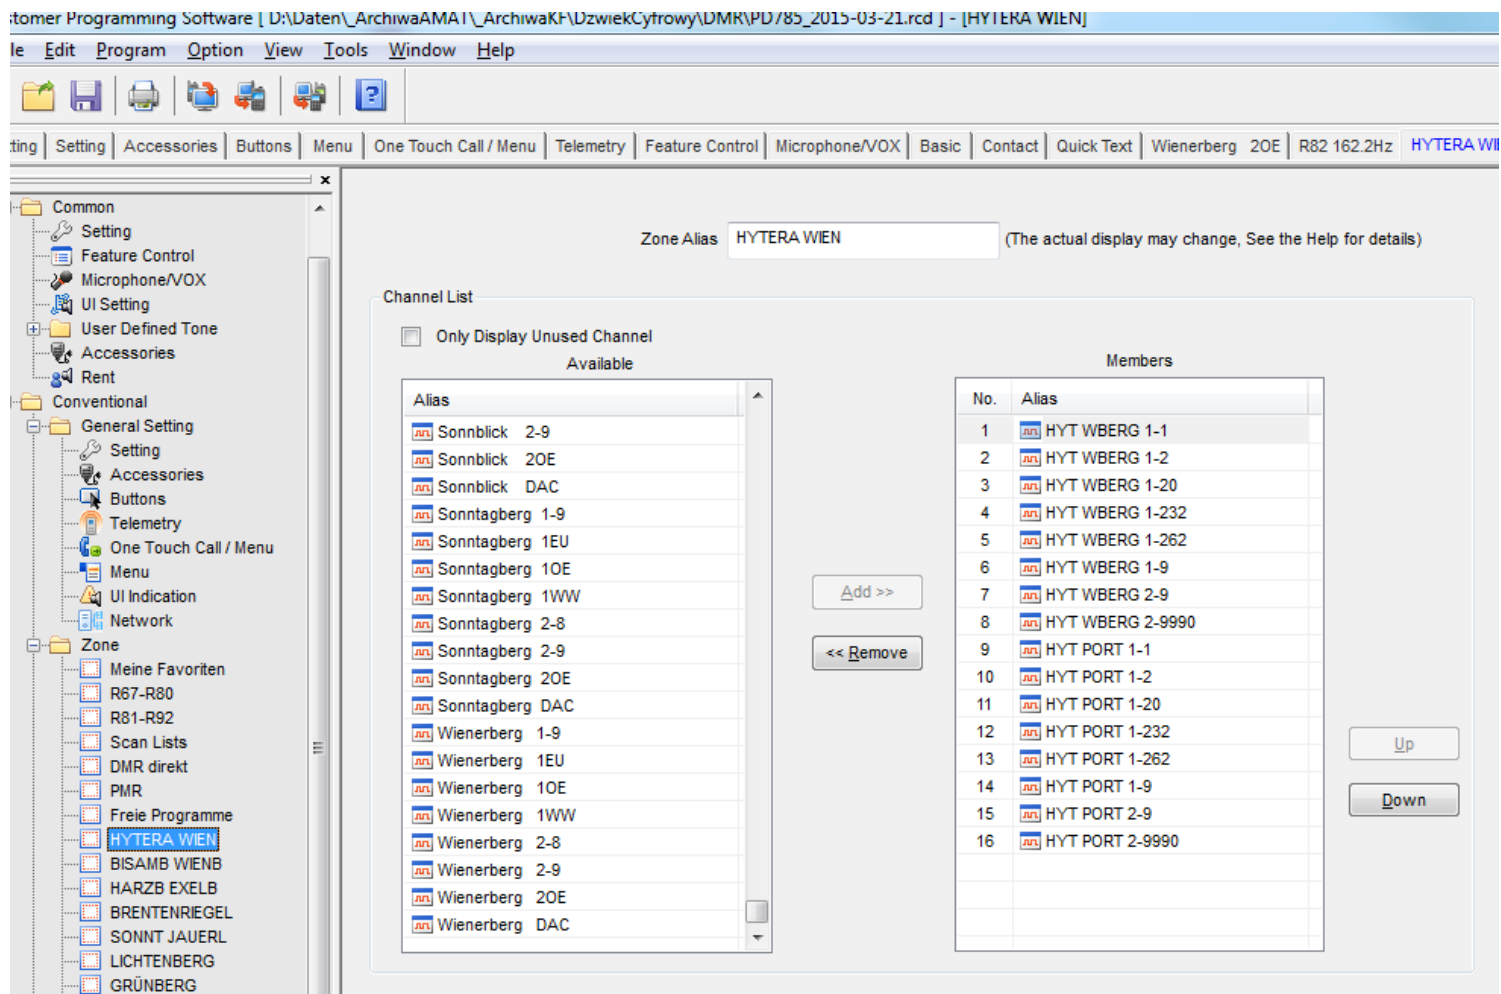 stomer Programming Software [ D:\Daten\_ArchiwaAMAT\_ArchiwaKF\DzwiekCyfrowy\DMR\PD785_2015-03-21.rcd ] - [HYTERA WIEN]
le Edit Program Option View Tools Window Help
tting Setting Accessories Buttons Menu One Touch Call / Menu Telemetry Feature Control Microphone/VOX Basic Contact Quick Text Wienerberg 2OE R82 162.2Hz HYTERA WI
Common
Setting
Feature Control
Microphone/VOX
UI Setting
User Defined Tone
Accessories
Rent
Conventional
General Setting
Setting
Accessories
Buttons
Telemetry
One Touch Call / Menu
Menu
UI Indication
Network
Zone
Meine Favoriten
R67-R80
R81-R92
Scan Lists
DMR direkt
PMR
Freie Programme
HYTERA WIEN
BISAMB WIENB
HARZB EXELB
BRENTENRIEGEL
SONNT JAUERL
LICHTENBERG
GRÜNBERG
Zone Alias HYTERA WIEN (The actual display may change, See the Help for details)
Channel List
Only Display Unused Channel
Available
Alias
Sonnblick 2-9
Sonnblick 2OE
Sonnblick DAC
Sonntagberg 1-9
Sonntagberg 1EU
Sonntagberg 1OE
Sonntagberg 1WW
Sonntagberg 2-8
Sonntagberg 2-9
Sonntagberg 2OE
Sonntagberg DAC
Wienerberg 1-9
Wienerberg 1EU
Wienerberg 1OE
Wienerberg 1WW
Wienerberg 2-8
Wienerberg 2-9
Wienerberg 2OE
Wienerberg DAC
Add >>
<< Remove
Members
No. Alias
1 HYT WBERG 1-1
2 HYT WBERG 1-2
3 HYT WBERG 1-20
4 HYT WBERG 1-232
5 HYT WBERG 1-262
6 HYT WBERG 1-9
7 HYT WBERG 2-9
8 HYT WBERG 2-9990
9 HYT PORT 1-1
10 HYT PORT 1-2
11 HYT PORT 1-20
12 HYT PORT 1-232
13 HYT PORT 1-262
14 HYT PORT 1-9
15 HYT PORT 2-9
16 HYT PORT 2-9990
Up
Down